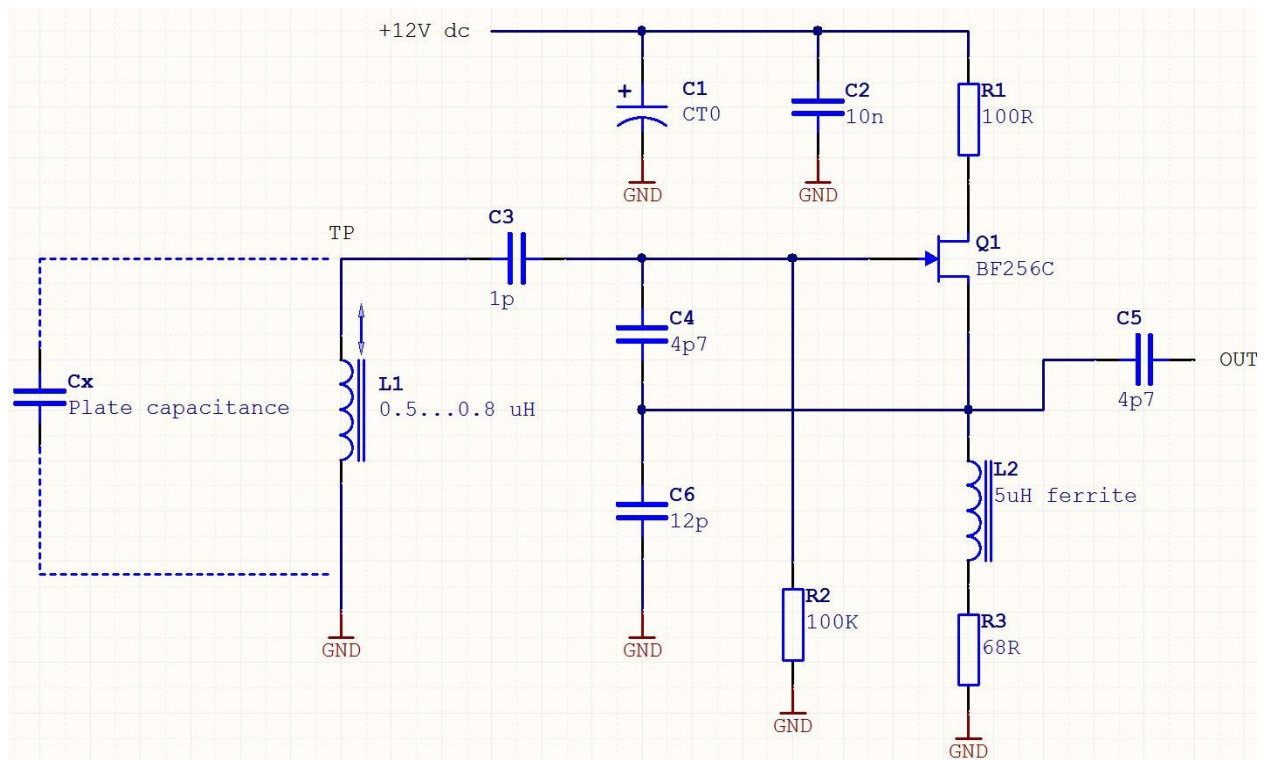 +12V dc
C1
CT0
GND
C2
10n
GND
R1
100R
TP
C3
1p
Q1
BF256C
C4
4p7
C5
4p7
OUT
Cx
Plate capacitance
L1
0.5...0.8 uH
L2
5uH ferrite
C6
12p
R2
100K
R3
68R
GND
GND
GND
GND